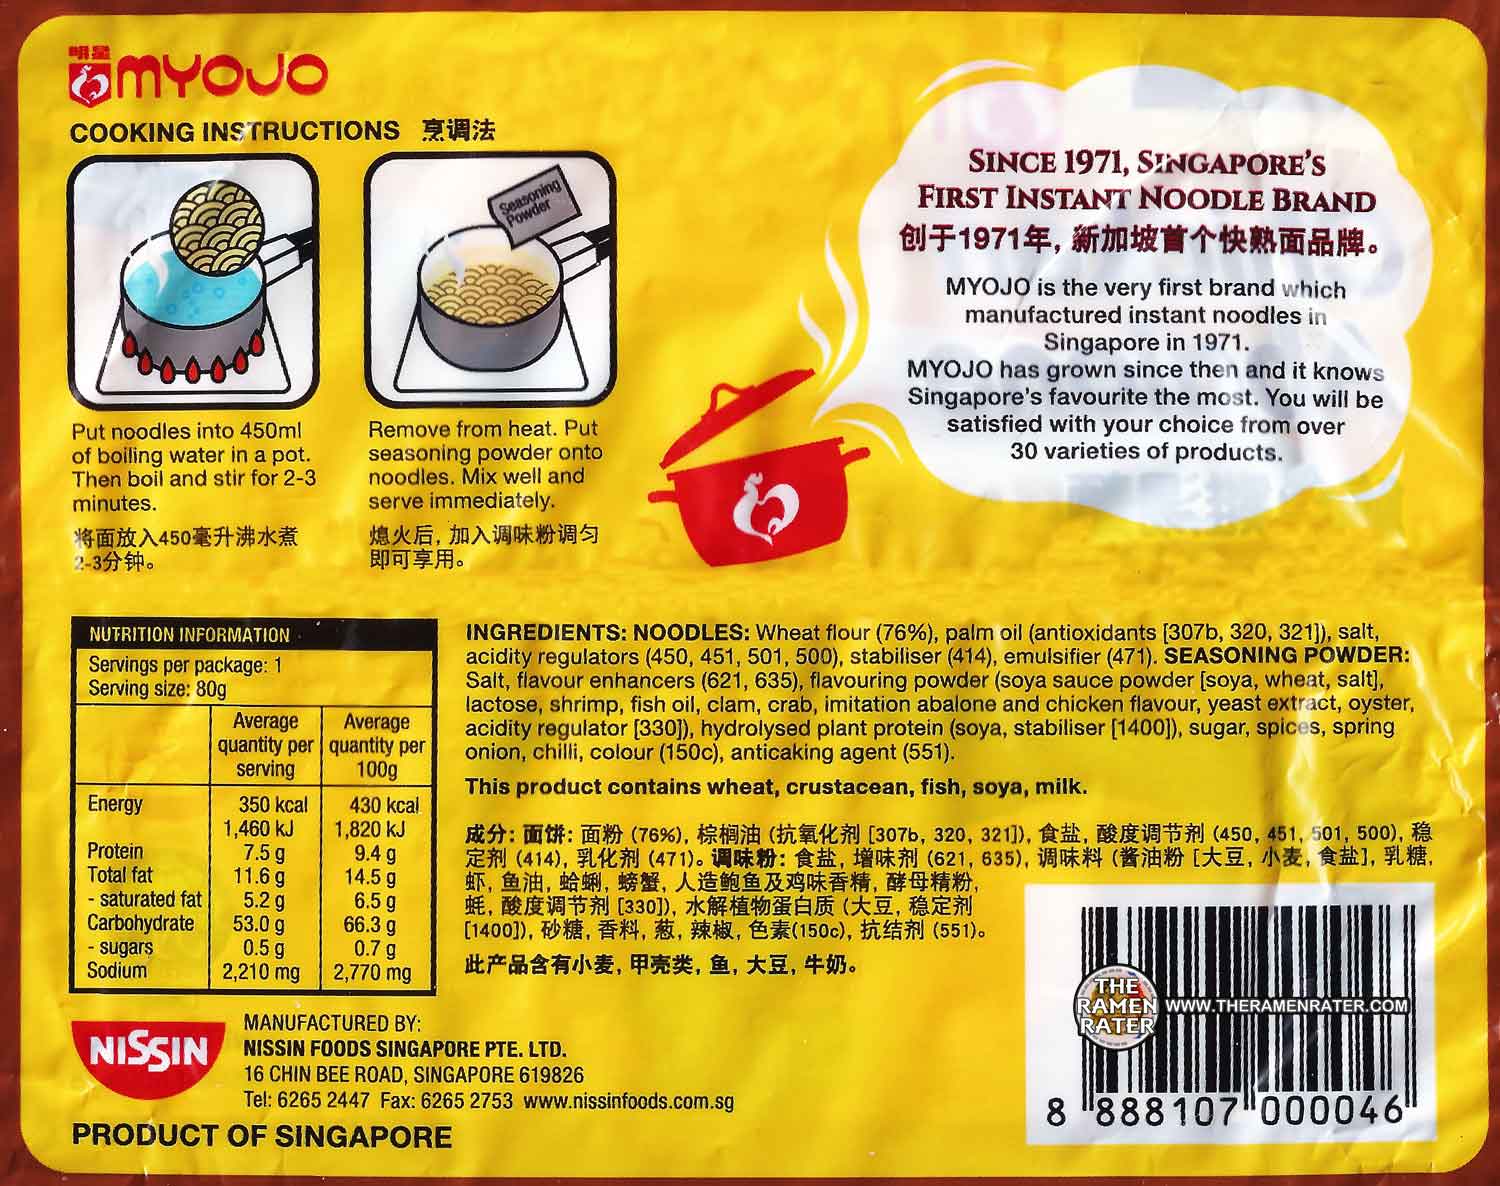 明星
MYOJO
COOKING INSTRUCTIONS 烹调法
Seasoning
Powder
Put noodles into 450ml
of boiling water in a pot.
Then boil and stir for 2-3
minutes.
将面放入450毫升沸水煮
2-3分钟。
Remove from heat. Put
seasoning powder onto
noodles. Mix well and
serve immediately.
熄火后, 加入调味粉调匀
即可享用。
SINCE 1971, SINGAPORE'S
FIRST INSTANT NOODLE BRAND
创于1971年, 新加坡首个快熟面品牌。
MYOJO is the very first brand which
manufactured instant noodles in
Singapore in 1971.
MYOJO has grown since then and it knows
Singapore's favourite the most. You will be
satisfied with your choice from over
30 varieties of products.
NUTRITION INFORMATION
Servings per package: 1
Serving size: 80g
Average quantity per serving Average quantity per 100g
Energy 350 kcal 430 kcal
1,460 kJ 1,820 kJ
Protein 7.5 g 9.4 g
Total fat 11.6 g 14.5 g
- saturated fat 5.2 g 6.5 g
Carbohydrate 53.0 g 66.3 g
- sugars 0.5 g 0.7 g
Sodium 2,210 mg 2,770 mg
INGREDIENTS: NOODLES: Wheat flour (76%), palm oil (antioxidants [307b, 320, 321]), salt,
acidity regulators (450, 451, 501, 500), stabiliser (414), emulsifier (471). SEASONING POWDER:
Salt, flavour enhancers (621, 635), flavouring powder (soya sauce powder [soya, wheat, salt],
lactose, shrimp, fish oil, clam, crab, imitation abalone and chicken flavour, yeast extract, oyster,
acidity regulator [330]), hydrolysed plant protein (soya, stabiliser [1400]), sugar, spices, spring
onion, chilli, colour (150c), anticaking agent (551).
This product contains wheat, crustacean, fish, soya, milk.
成分: 面饼: 面粉 (76%), 棕榈油 (抗氧化剂 [307b, 320, 321]), 食盐, 酸度调节剂 (450, 451, 501, 500), 稳
定剂 (414), 乳化剂 (471)。调味粉: 食盐, 增味剂 (621, 635), 调味料 (酱油粉 [大豆, 小麦, 食盐], 乳糖,
虾, 鱼油, 蛤蜊, 螃蟹, 人造鲍鱼及鸡味香精, 酵母精粉,
蚝, 酸度调节剂 [330]), 水解植物蛋白质 (大豆, 稳定剂
[1400]), 砂糖, 香料, 葱, 辣椒, 色素(150c), 抗结剂 (551)。
此产品含有小麦, 甲壳类, 鱼, 大豆, 牛奶。
NISSIN
MANUFACTURED BY:
NISSIN FOODS SINGAPORE PTE. LTD.
16 CHIN BEE ROAD, SINGAPORE 619826
Tel: 6265 2447 Fax: 6265 2753 www.nissinfoods.com.sg
PRODUCT OF SINGAPORE
THE
RAMEN
RATER
WWW.THERAMENRATER.COM
8 888107 000046